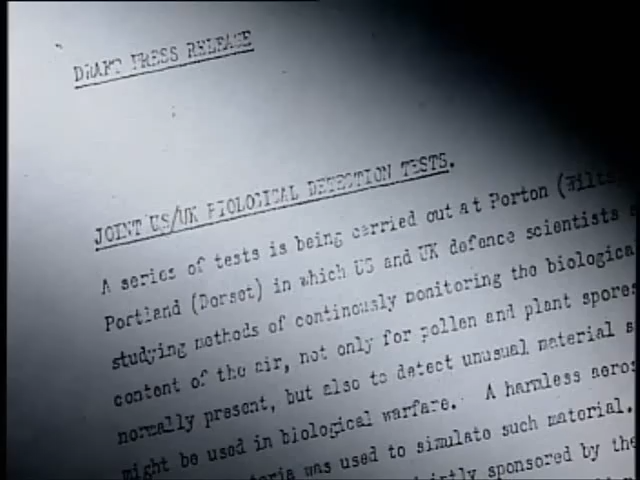 DRAFT PRESS RELEASE
JOINT US/UK BIOLOGICAL DETECTION TESTS.
A series of tests is being carried out at Porton (Wilts
Portland (Dorset) in which US and UK defence scientists
studying methods of continously monitoring the biological
content of the air, not only for pollen and plant spores
normally present, but also to detect unusual material
might be used in biological warfare. A harmless
was used to simulate such material.
sponsored by the